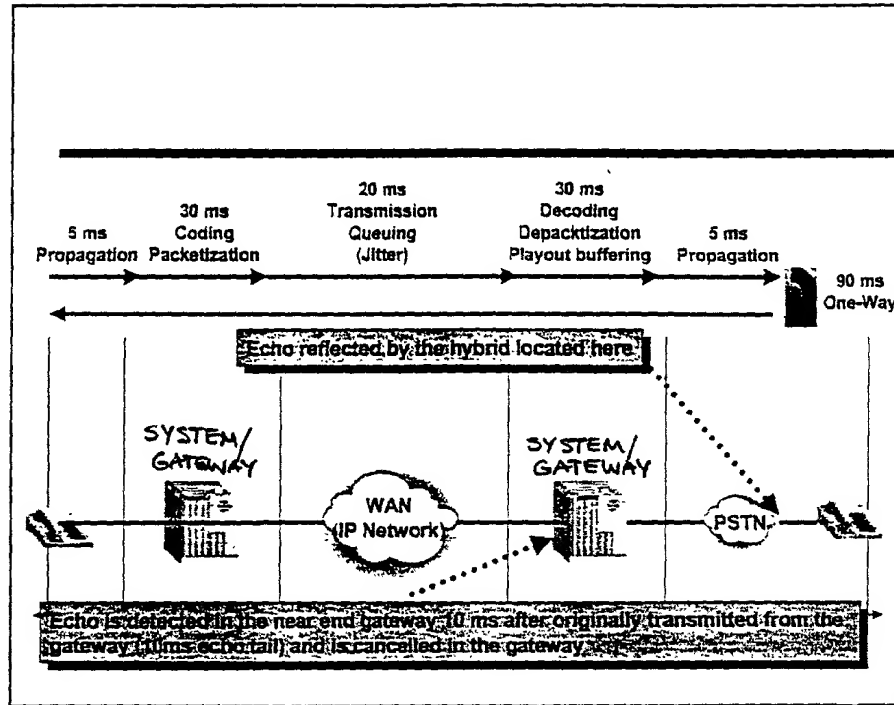 20 ms
30 ms
30 ms
Transmission
Decoding
5 ms
Coding
Queuing
Depacktization
5 ms
Propagation
Packetization
(Jitter)
Playout buffering
Propagation
90 ms
One-Way
Echo reflected by the hybrid located here
SYSTEM/
GATEWAY
SYSTEM/
GATEWAY
WAN
(IP Network)
PSTN
Echo is detected in the near end gateway 10 ms after originally transmitted from the
gateway (10ms echo tail) and is cancelled in the gateway